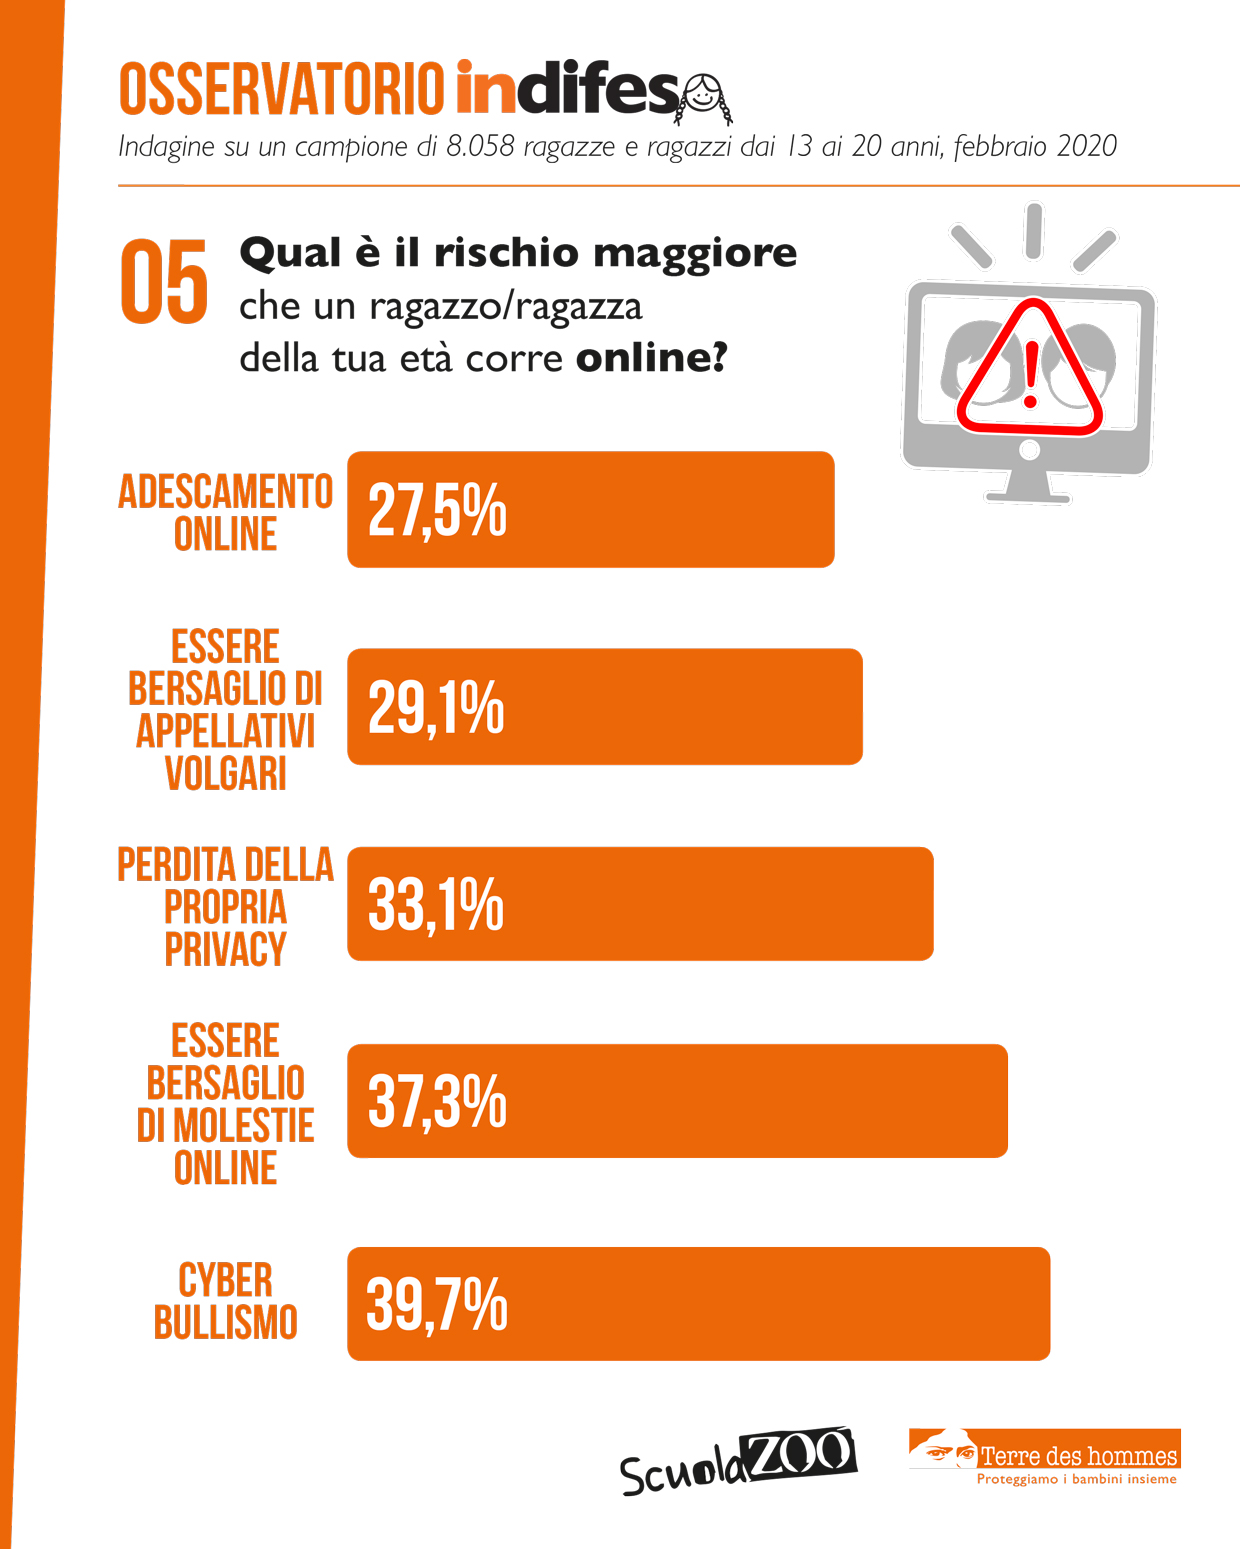 OSSERVATORIO indifesa
Indagine su un campione di 8.058 ragazze e ragazzi dai 13 ai 20 anni, febbraio 2020
05
Qual è il rischio maggiore
che un ragazzo/ragazza
della tua età corre online?
!
ADESCAMENTO
ONLINE
27,5%
ESSERE
BERSAGLIO DI
APPELLATIVI
VOLGARI
29,1%
PERDITA DELLA
PROPRIA
PRIVACY
33,1%
ESSERE
BERSAGLIO
DI MOLESTIE
ONLINE
37,3%
CYBER
BULLISMO
39,7%
ScuolaZOO
Terre des hommes
Proteggiamo i bambini insieme